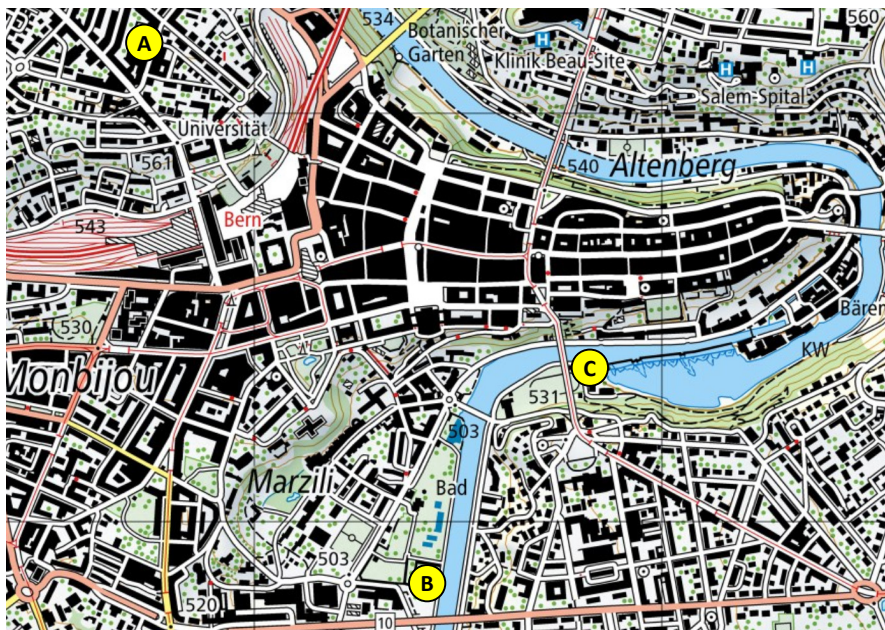 534
560
A
Botanischer
Garten
H
Klinik Beau-Site
H
H
Salem-Spital
Universität
561
540
Altenberg
Bern
543
530
Bären
KW
Monbijou
C
531
503
Marzili
Bad
503
B
520
10